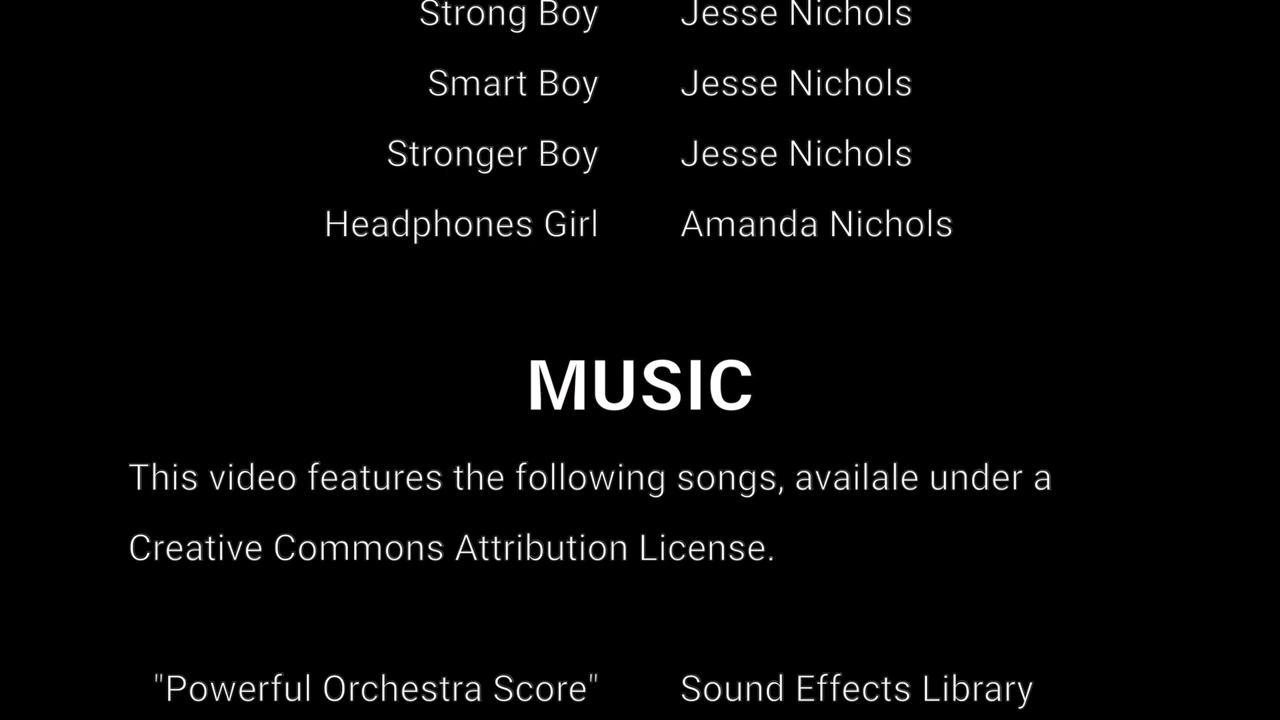 Strong Boy Jesse Nichols
Smart Boy Jesse Nichols
Stronger Boy Jesse Nichols
Headphones Girl Amanda Nichols
MUSIC
This video features the following songs, availale under a
Creative Commons Attribution License.
"Powerful Orchestra Score" Sound Effects Library